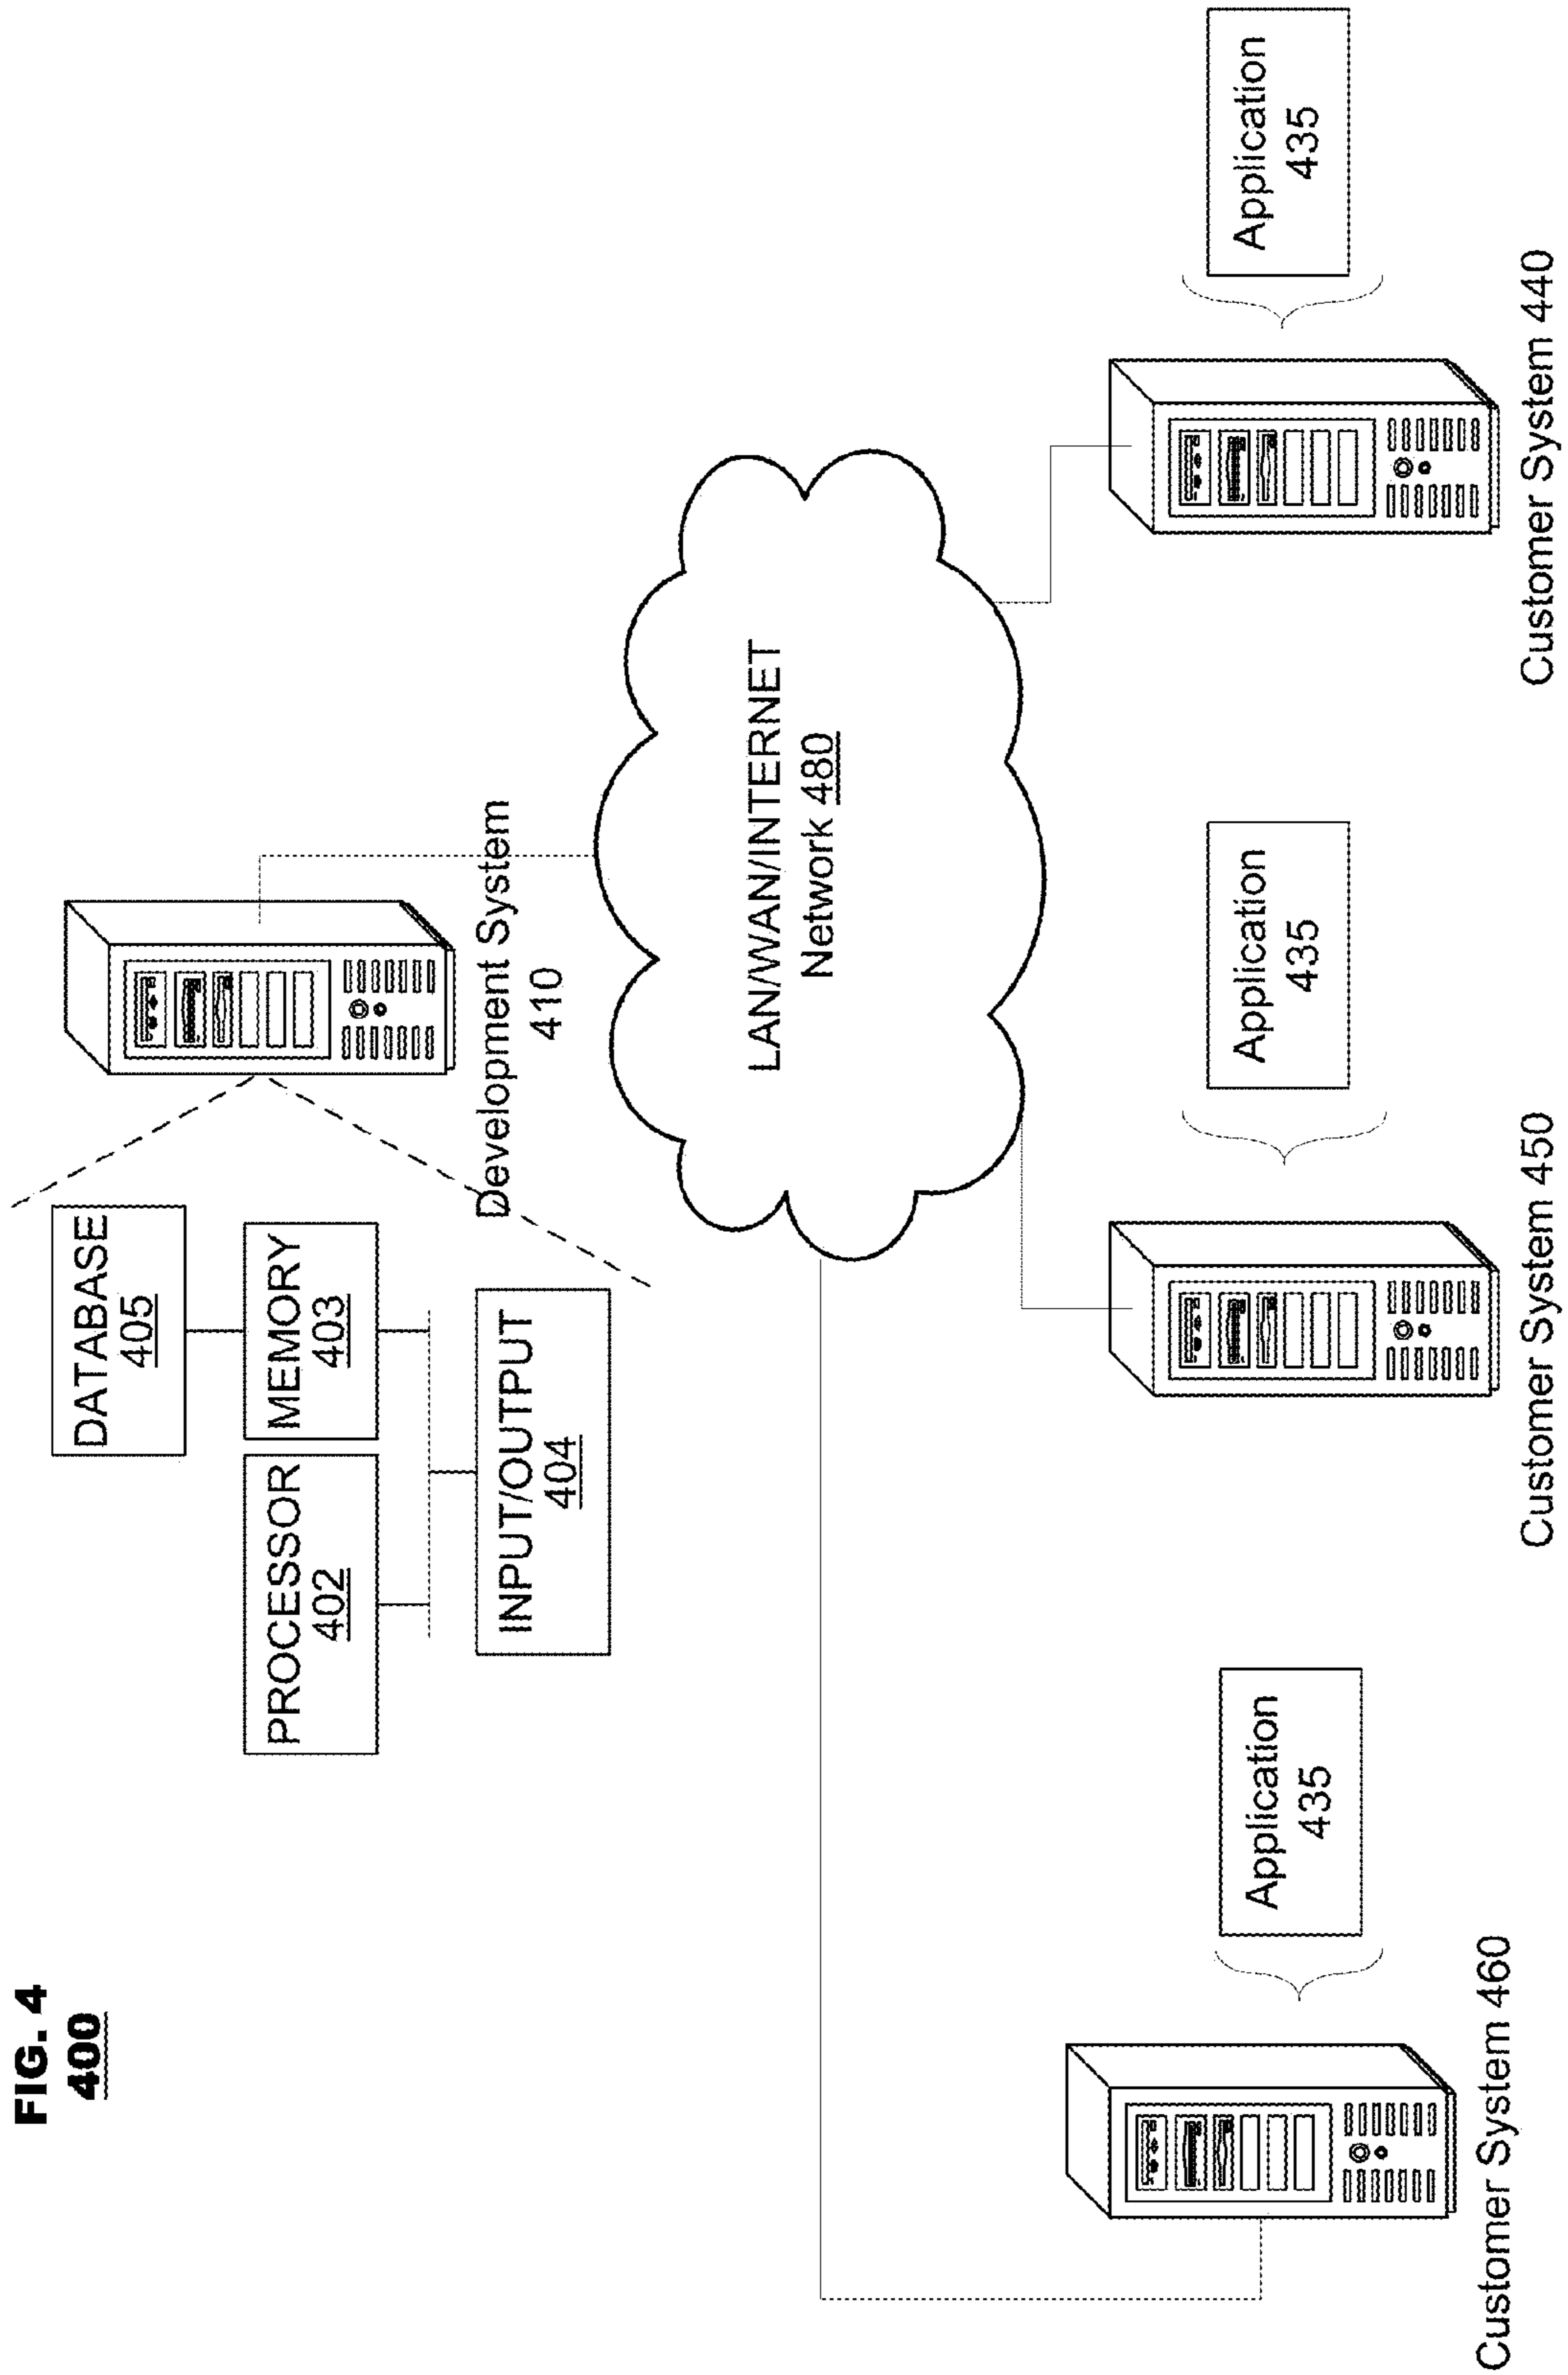 FIG. 4
400
DATABASE
405
PROCESSOR
402
MEMORY
403
INPUT/OUTPUT
404
Development System
410
LAN/WAN/INTERNET
Network 480
Application
435
Customer System 460
Application
435
Customer System 450
Application
435
Customer System 440